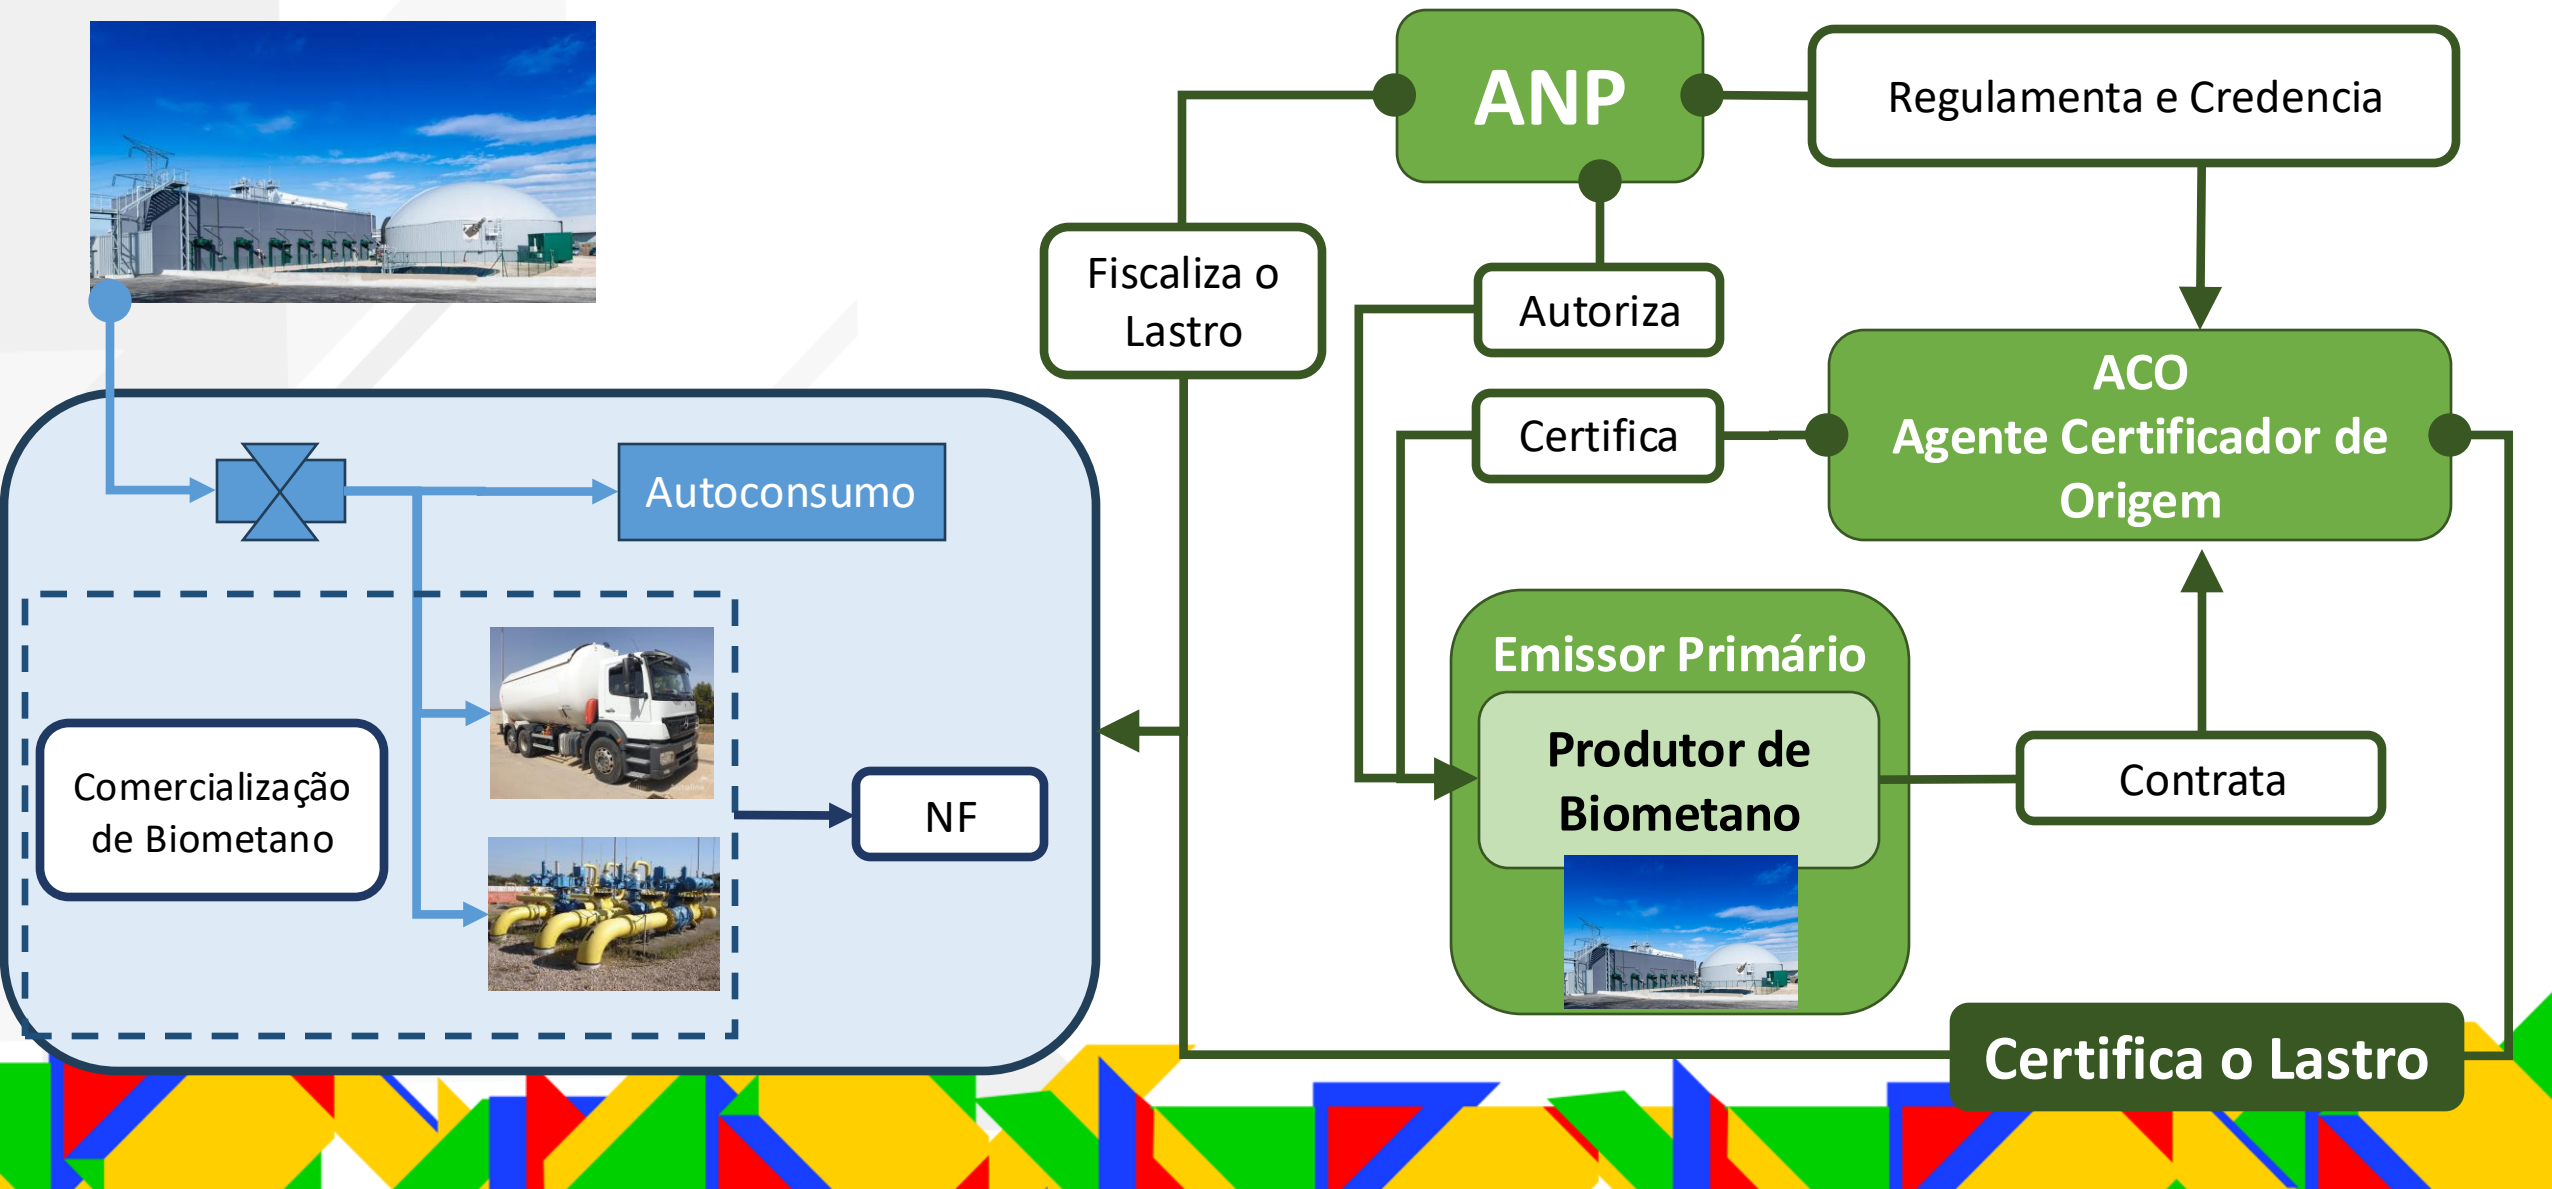 ANP
Regulamenta e Credencia
Fiscaliza o
Lastro
Autoriza
ACO
Agente Certificador de
Origem
Certifica
Autoconsumo
Emissor Primário
Produtor de
Biometano
Contrata
Comercialização
de Biometano
NF
Certifica o Lastro